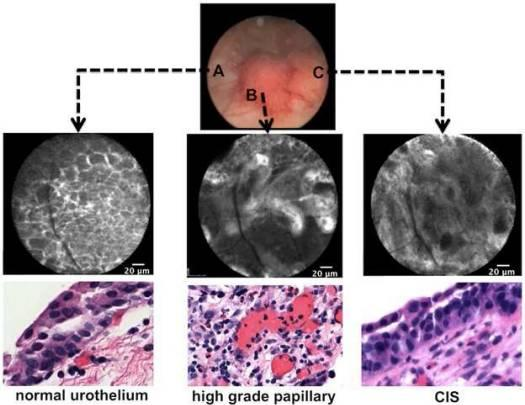 A
C
B
20 µm
20 µm
20 µm
normal urothelium
high grade papillary
CIS